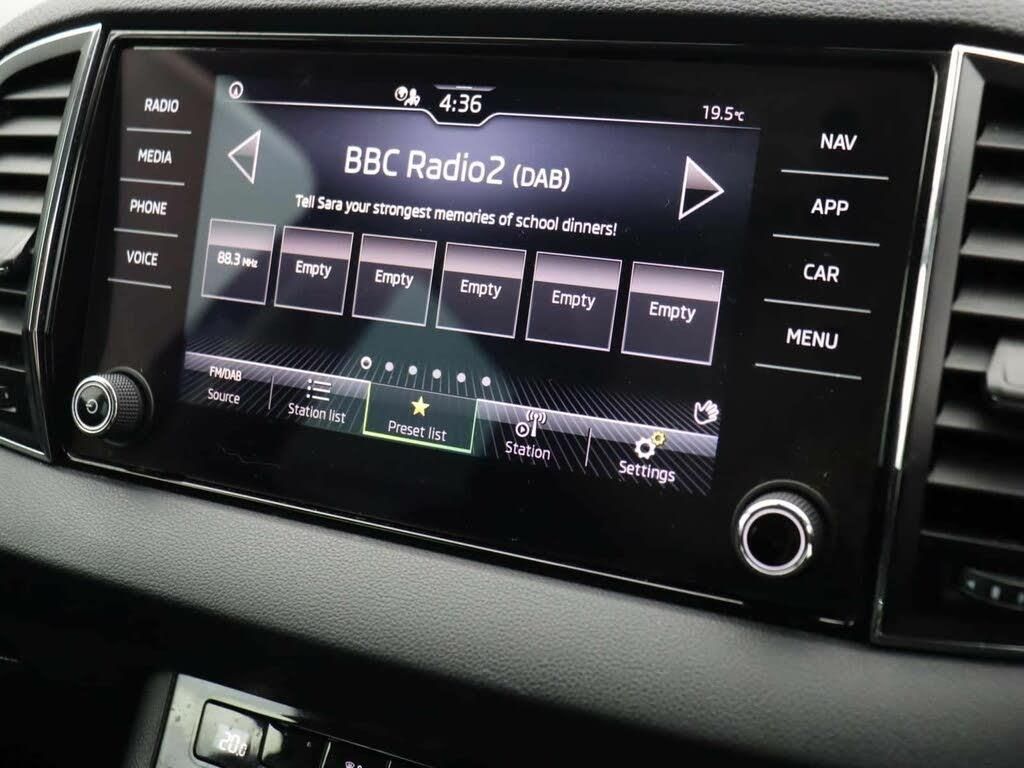 RADIO
MEDIA
PHONE
VOICE
4:36
19.5°C
BBC Radio2 (DAB)
Tell Sara your strongest memories of school dinners!
88.3 MHz
Empty
Empty
Empty
Empty
Empty
FM/DAB
Source
Station list
Preset list
Station
Settings
NAV
APP
CAR
MENU
20.0